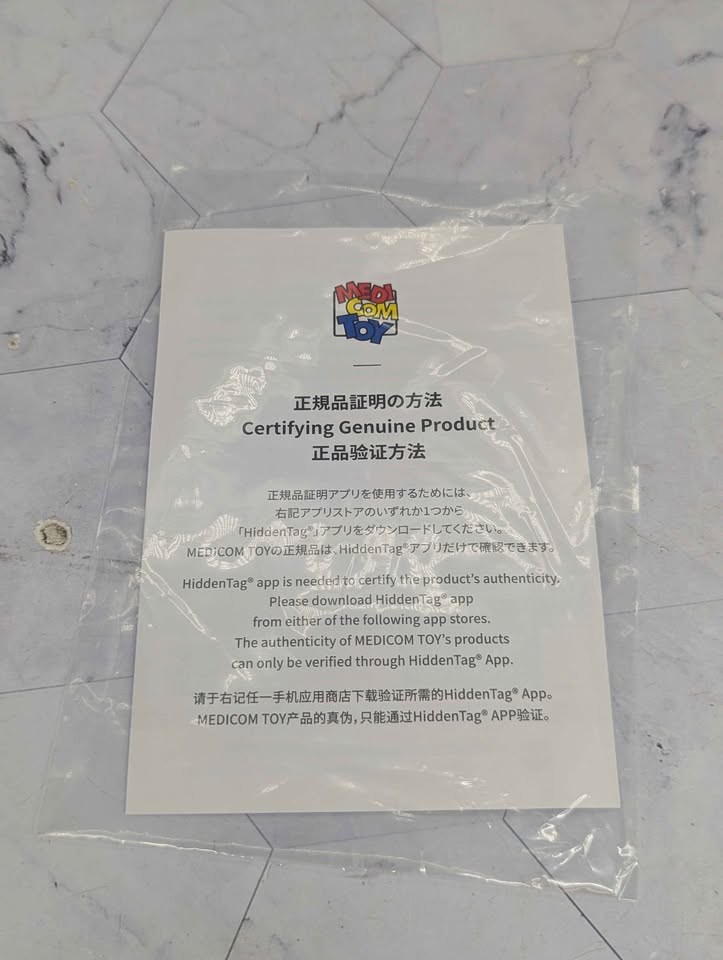 MEDI
COM
TOY
正規品証明の方法
Certifying Genuine Product
正品验证方法
正規品証明アプリを使用するためには、
右記アプリストアのいずれか1つから
「HiddenTag®」アプリをダウンロードしてください。
MEDICOM TOYの正規品は、HiddenTag®アプリだけで確認できます。
HiddenTag® app is needed to certify the product's authenticity.
Please download HiddenTag® app
from either of the following app stores.
The authenticity of MEDICOM TOY's products
can only be verified through HiddenTag® App.
请于右记任一手机应用商店下载验证所需的HiddenTag® App。
MEDICOM TOY产品的真伪，只能通过HiddenTag® APP验证。